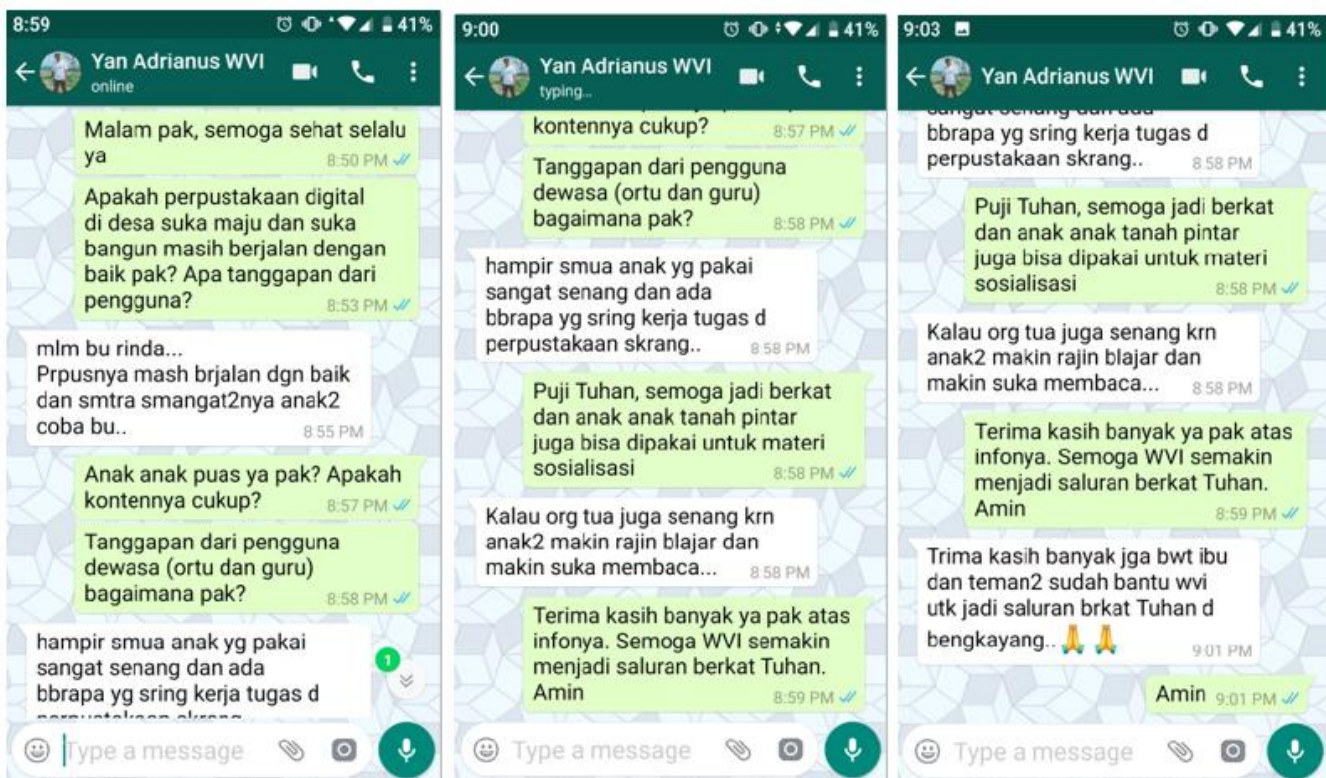 8:59
41%
Yan Adrianus WVI
online
Malam pak, semoga sehat selalu
ya
8:50 PM
Apakah perpustakaan digital
di desa suka maju dan suka
bangun masih berjalan dengan
baik pak? Apa tanggapan dari
pengguna?
8:53 PM
mlm bu rinda...
Prpusnya mash brjalan dgn baik
dan smtra smangat2nya anak2
coba bu..
8:55 PM
Anak anak puas ya pak? Apakah
kontennya cukup?
8:57 PM
Tanggapan dari pengguna
dewasa (ortu dan guru)
bagaimana pak?
8:58 PM
hampir smua anak yg pakai
sangat senang dan ada
bbrapa yg sring kerja tugas d
perpustakaan skrang..
1
Type a message
9:00
41%
Yan Adrianus WVI
typing...
kontennya cukup?
8:57 PM
Tanggapan dari pengguna
dewasa (ortu dan guru)
bagaimana pak?
8:58 PM
hampir smua anak yg pakai
sangat senang dan ada
bbrapa yg sring kerja tugas d
perpustakaan skrang..
8:58 PM
Puji Tuhan, semoga jadi berkat
dan anak anak tanah pintar
juga bisa dipakai untuk materi
sosialisasi
8:58 PM
Kalau org tua juga senang krn
anak2 makin rajin blajar dan
makin suka membaca...
8:58 PM
Terima kasih banyak ya pak atas
infonya. Semoga WVI semakin
menjadi saluran berkat Tuhan.
Amin
8:59 PM
Type a message
9:03
41%
Yan Adrianus WVI
sangat senang dan ada
bbrapa yg sring kerja tugas d
perpustakaan skrang..
8:58 PM
Puji Tuhan, semoga jadi berkat
dan anak anak tanah pintar
juga bisa dipakai untuk materi
sosialisasi
8:58 PM
Kalau org tua juga senang krn
anak2 makin rajin blajar dan
makin suka membaca...
8:58 PM
Terima kasih banyak ya pak atas
infonya. Semoga WVI semakin
menjadi saluran berkat Tuhan.
Amin
8:59 PM
Trima kasih banyak jga bwt ibu
dan teman2 sudah bantu wvi
utk jadi saluran brkat Tuhan d
bengkayang.. 🙏 🙏
9:01 PM
Amin
9:01 PM
Type a message